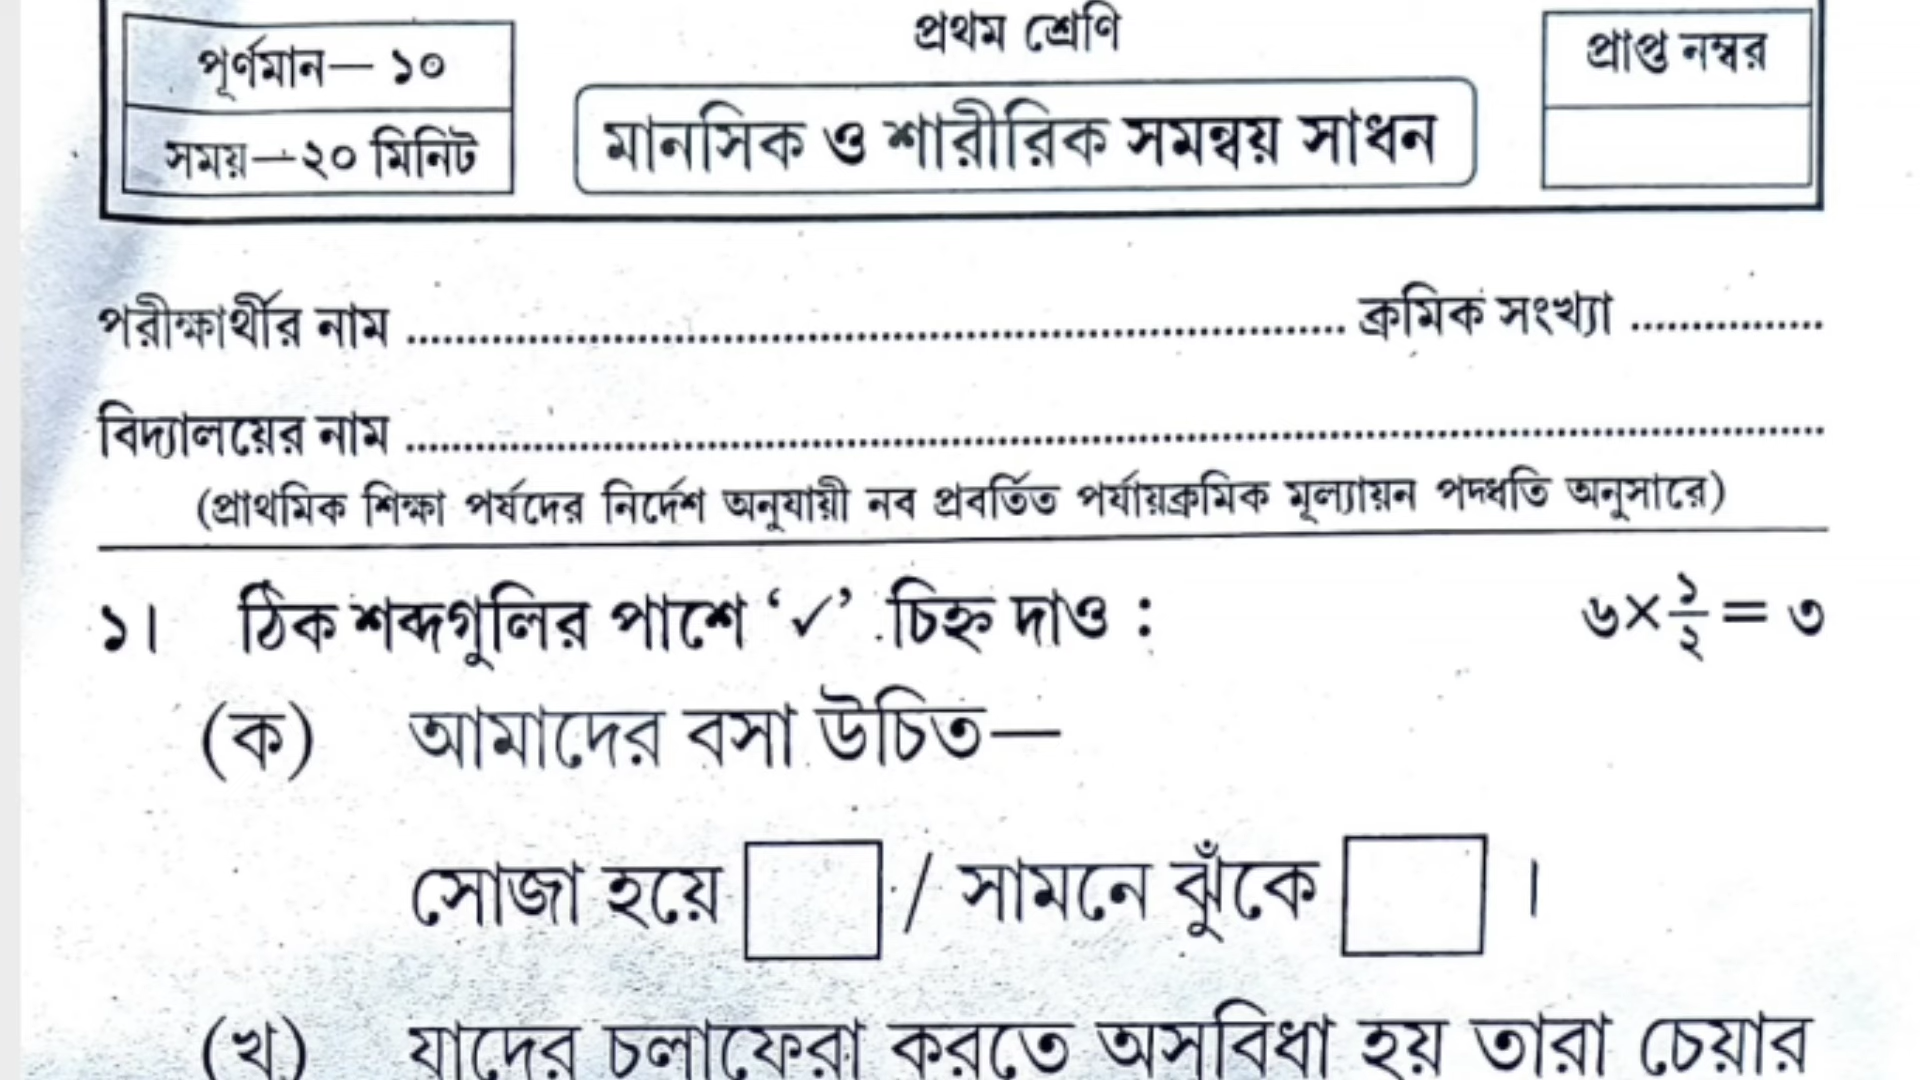 প্রথম শ্রেণি
পূর্ণমান— ১০
প্রাপ্ত নম্বর
মানসিক ও শারীরিক সমন্বয় সাধন
সময়—২০ মিনিট
পরীক্ষার্থীর নাম ........................................ ক্রমিক সংখ্যা ................
বিদ্যালয়ের নাম ........................................
(প্রাথমিক শিক্ষা পর্ষদের নির্দেশ অনুযায়ী নব প্রবর্তিত পর্যায়ক্রমিক মূল্যায়ন পদ্ধতি অনুসারে)
১। ঠিক শব্দগুলির পাশে ‘✓’ চিহ্ন দাও : ৬×১/২= ৩
(ক) আমাদের বসা উচিত—
সোজা হয়ে □ / সামনে ঝুঁকে □ ।
(খ) যাদের চলাফেরা করতে অসুবিধা হয় তারা চেয়ার